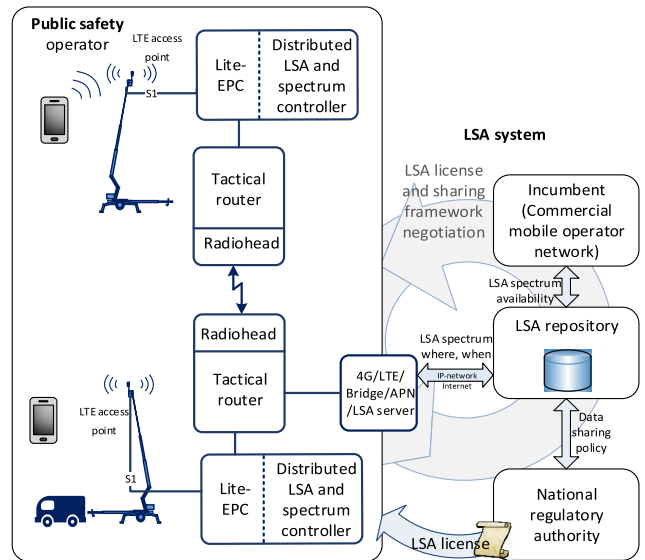 Public safety
operator
LTE access
point
S1
Lite-
EPC
Distributed
LSA and
spectrum
controller
Tactical
router
Radiohead
Radiohead
Tactical
router
LTE access
point
S1
Lite-
EPC
Distributed
LSA and
spectrum
controller
4G/LTE/
Bridge/APN
/LSA server
LSA system
LSA license
and sharing
framework
negotiation
Incumbent
(Commercial
mobile operator
network)
LSA spectrum
availability
LSA repository
LSA spectrum
where, when
IP-network
Internet
Data
sharing
policy
National
regulatory
authority
LSA license